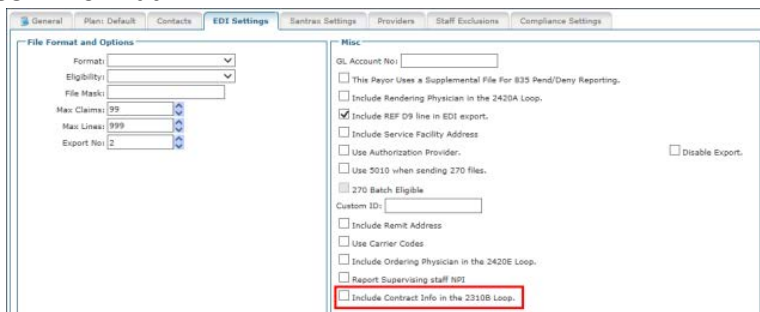 General Plan: Default Contacts EDI Settings Santrax Settings Providers Staff Exclusions Compliance Settings
File Format and Options
Format:
Eligibility:
File Mask:
Max Claims: 99
Max Lines: 999
Export No: 2
Misc
GL Account No:
This Payor Uses a Supplemental File For 835 Pend/Deny Reporting.
Include Rendering Physician in the 2420A Loop.
Include REF D9 line in EDI export.
Include Service Facility Address
Use Authorization Provider. Disable Export.
Use 5010 when sending 270 files.
270 Batch Eligible
Custom ID:
Include Remit Address
Use Carrier Codes
Include Ordering Physician in the 2420E Loop.
Report Supervising staff NPI
Include Contract Info in the 2310B Loop.